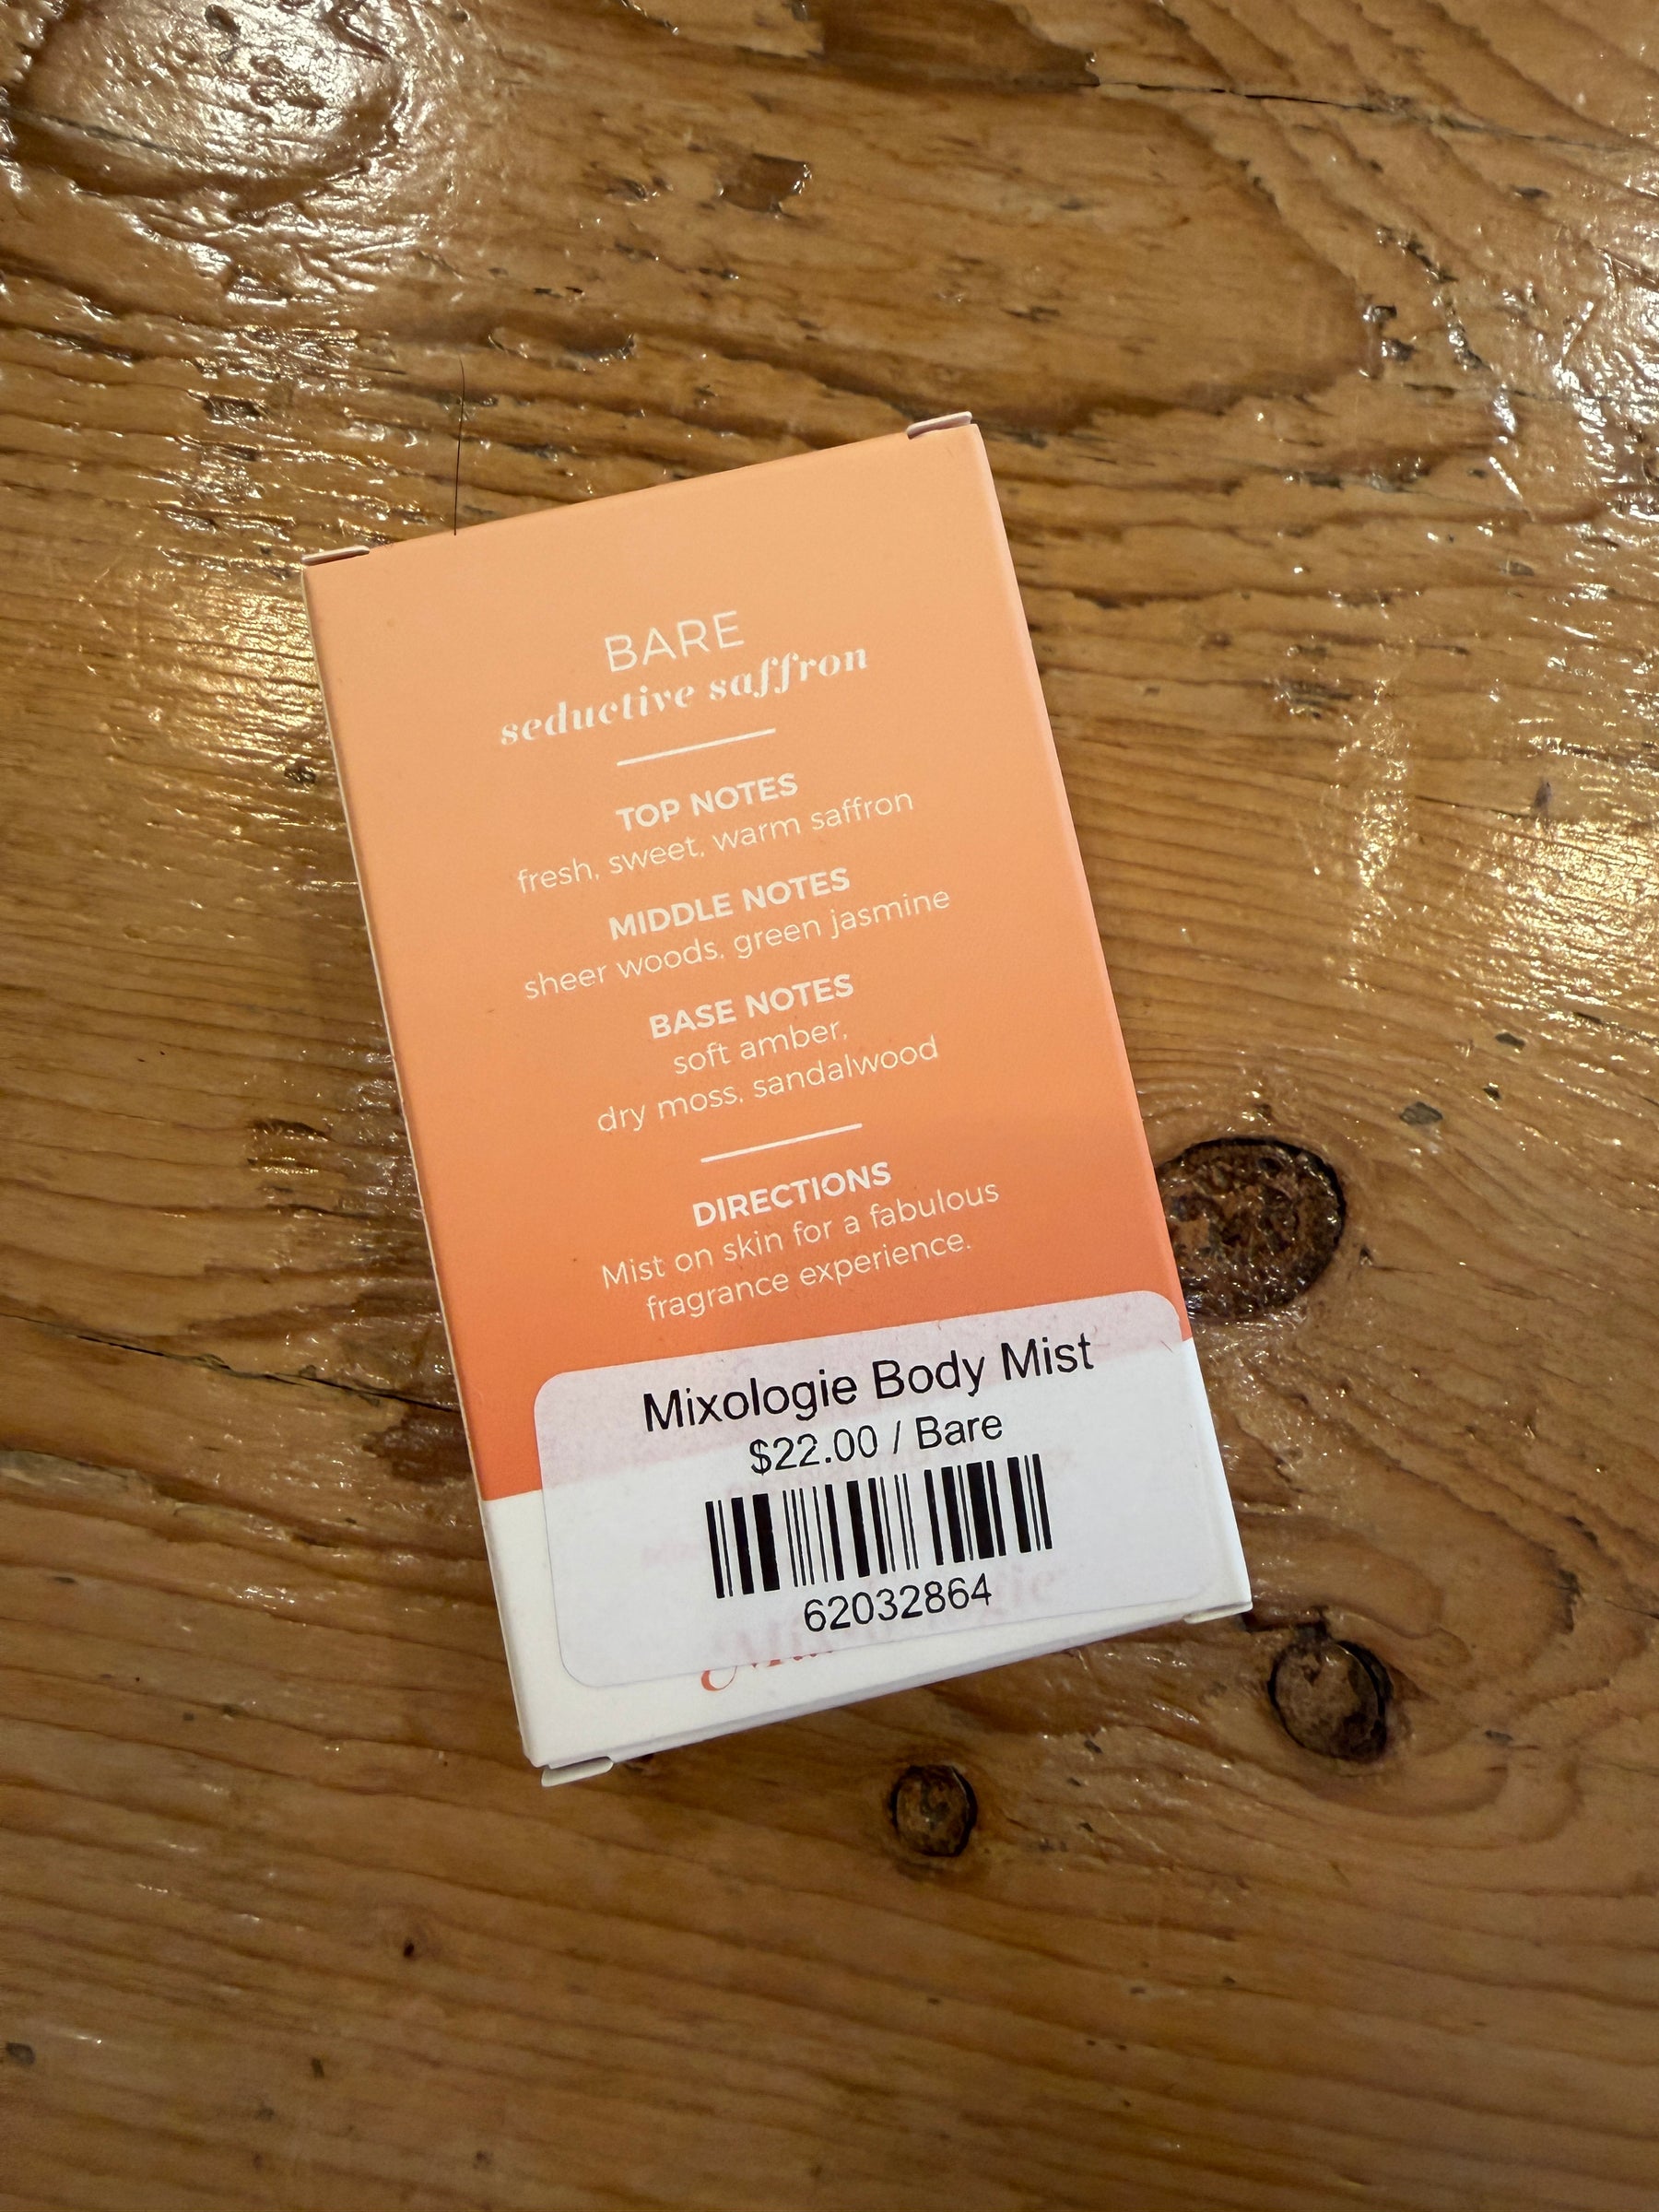 BARE
seductive saffron
TOP NOTES
fresh, sweet, warm saffron
MIDDLE NOTES
sheer woods, green jasmine
BASE NOTES
soft amber,
dry moss, sandalwood
DIRECTIONS
Mist on skin for a fabulous
fragrance experience.
Mixologie Body Mist
$22.00 / Bare
62032864